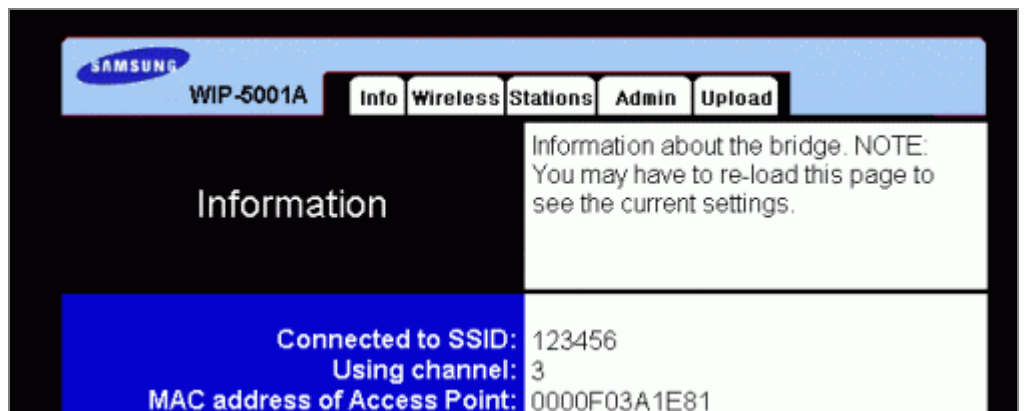 SAMSUNG
WIP-5001A
Info Wireless Stations Admin Upload
Information
Information about the bridge. NOTE:
You may have to re-load this page to
see the current settings.
Connected to SSID: 123456
Using channel: 3
MAC address of Access Point: 0000F03A1E81